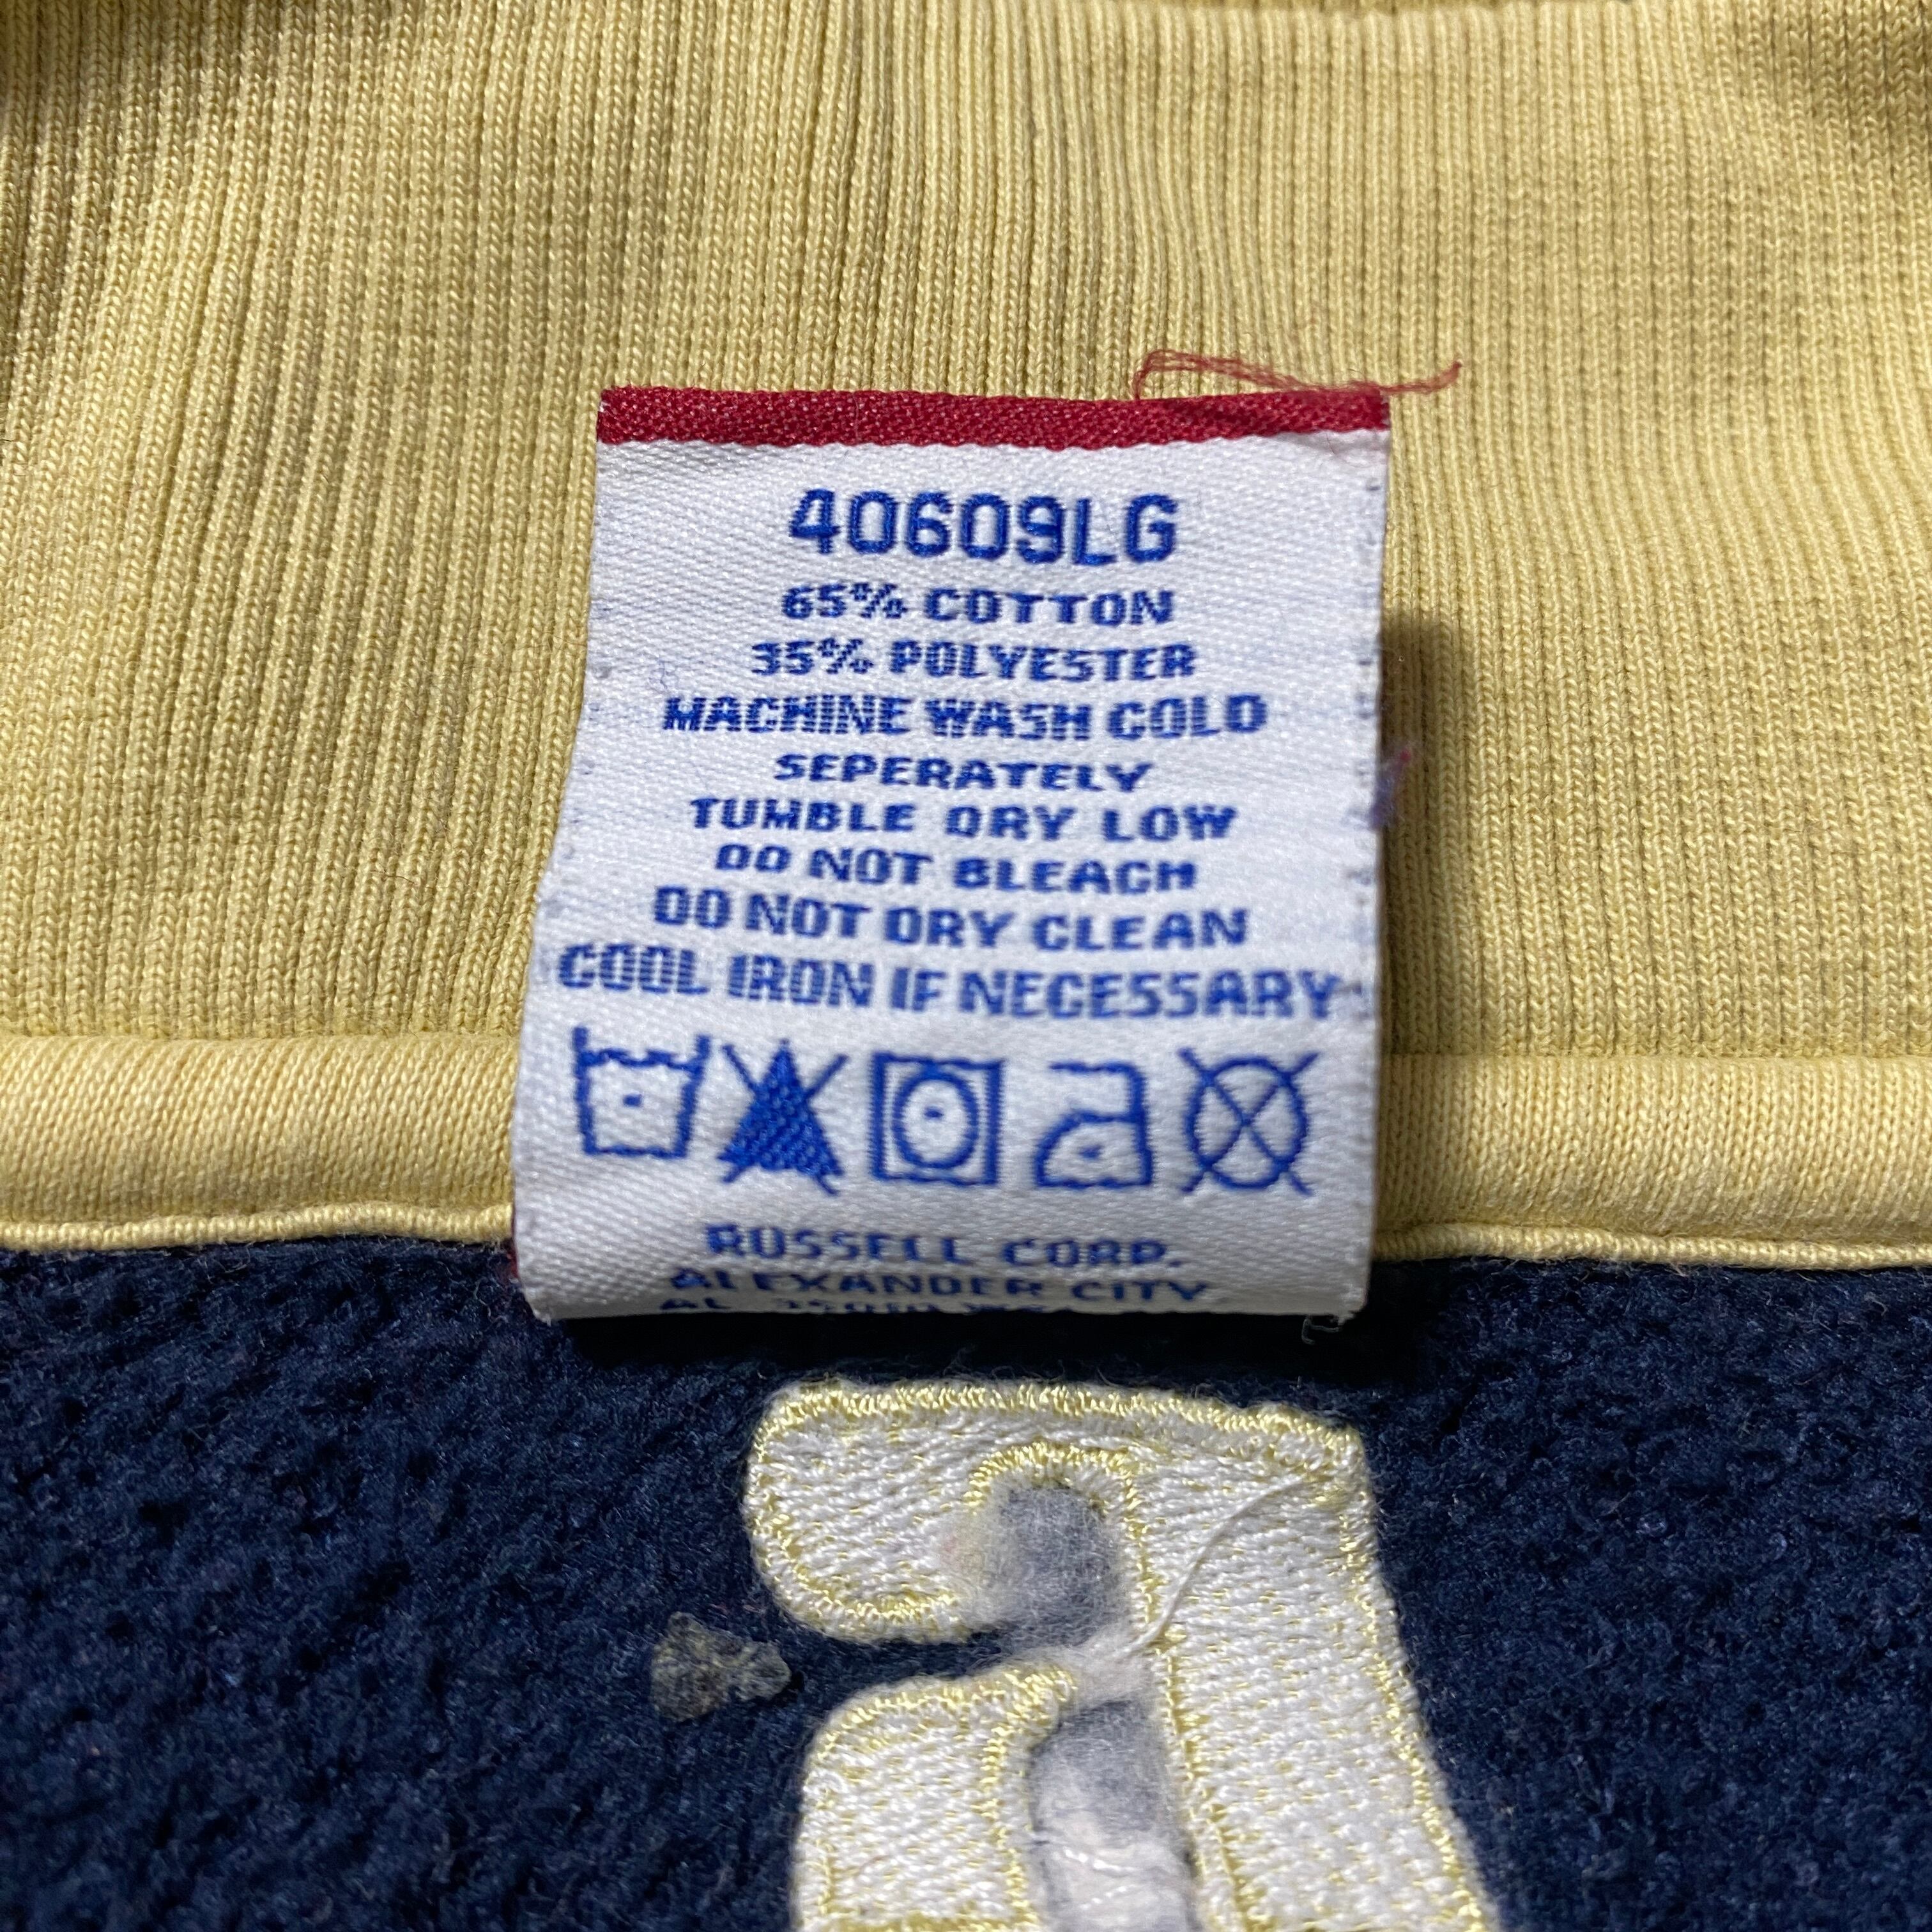 40609LG
65% COTTON
35% POLYESTER
MACHINE WASH COLD
SEPERATELY
TUMBLE DRY LOW
DO NOT BLEACH
DO NOT DRY CLEAN
COOL IRON IF NECESSARY
RUSSELL CORP.
ALEXANDER CITY
AL